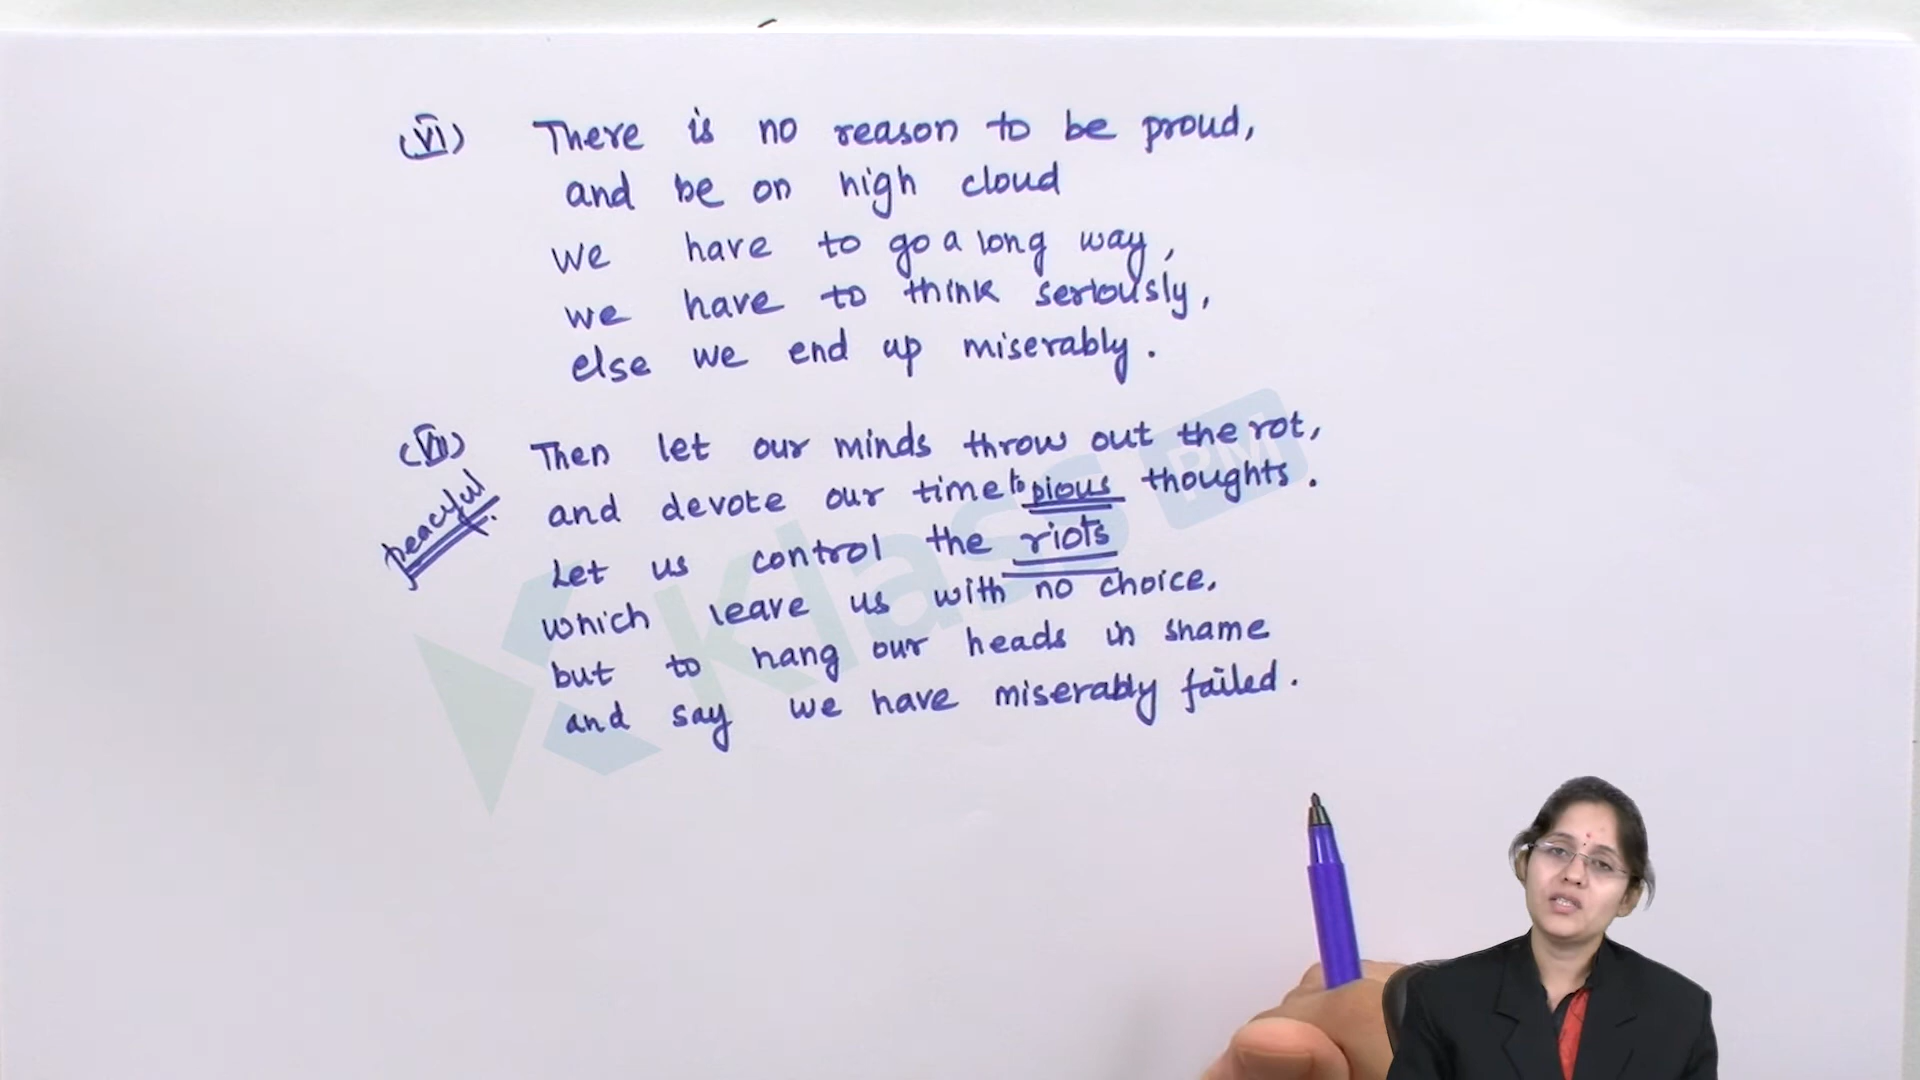 (VI) There is no reason to be proud,
and be on high cloud
we have to go a long way,
we have to think seriously,
else we end up miserably.
(VII) Then let our minds throw out the rot,
and devote our time to pious thoughts.
peaceful
Let us control the riots
which leave us with no choice.
but to hang our heads in shame
and say we have miserably failed.
Klass PM